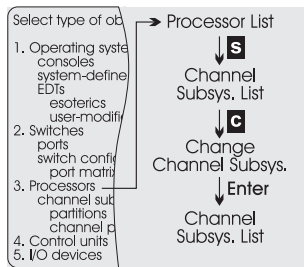 Select type of ob
1. Operating syste
consoles
system-define
EDTs
esoterics
user-modifi
2. Switches
ports
switch config
port matrix
3. Processors
channel sub
partitions
channel p
4. Control units
5. I/O devices
Processor List
S
Channel
Subsys. List
C
Change
Channel Subsys.
Enter
Channel
Subsys. List